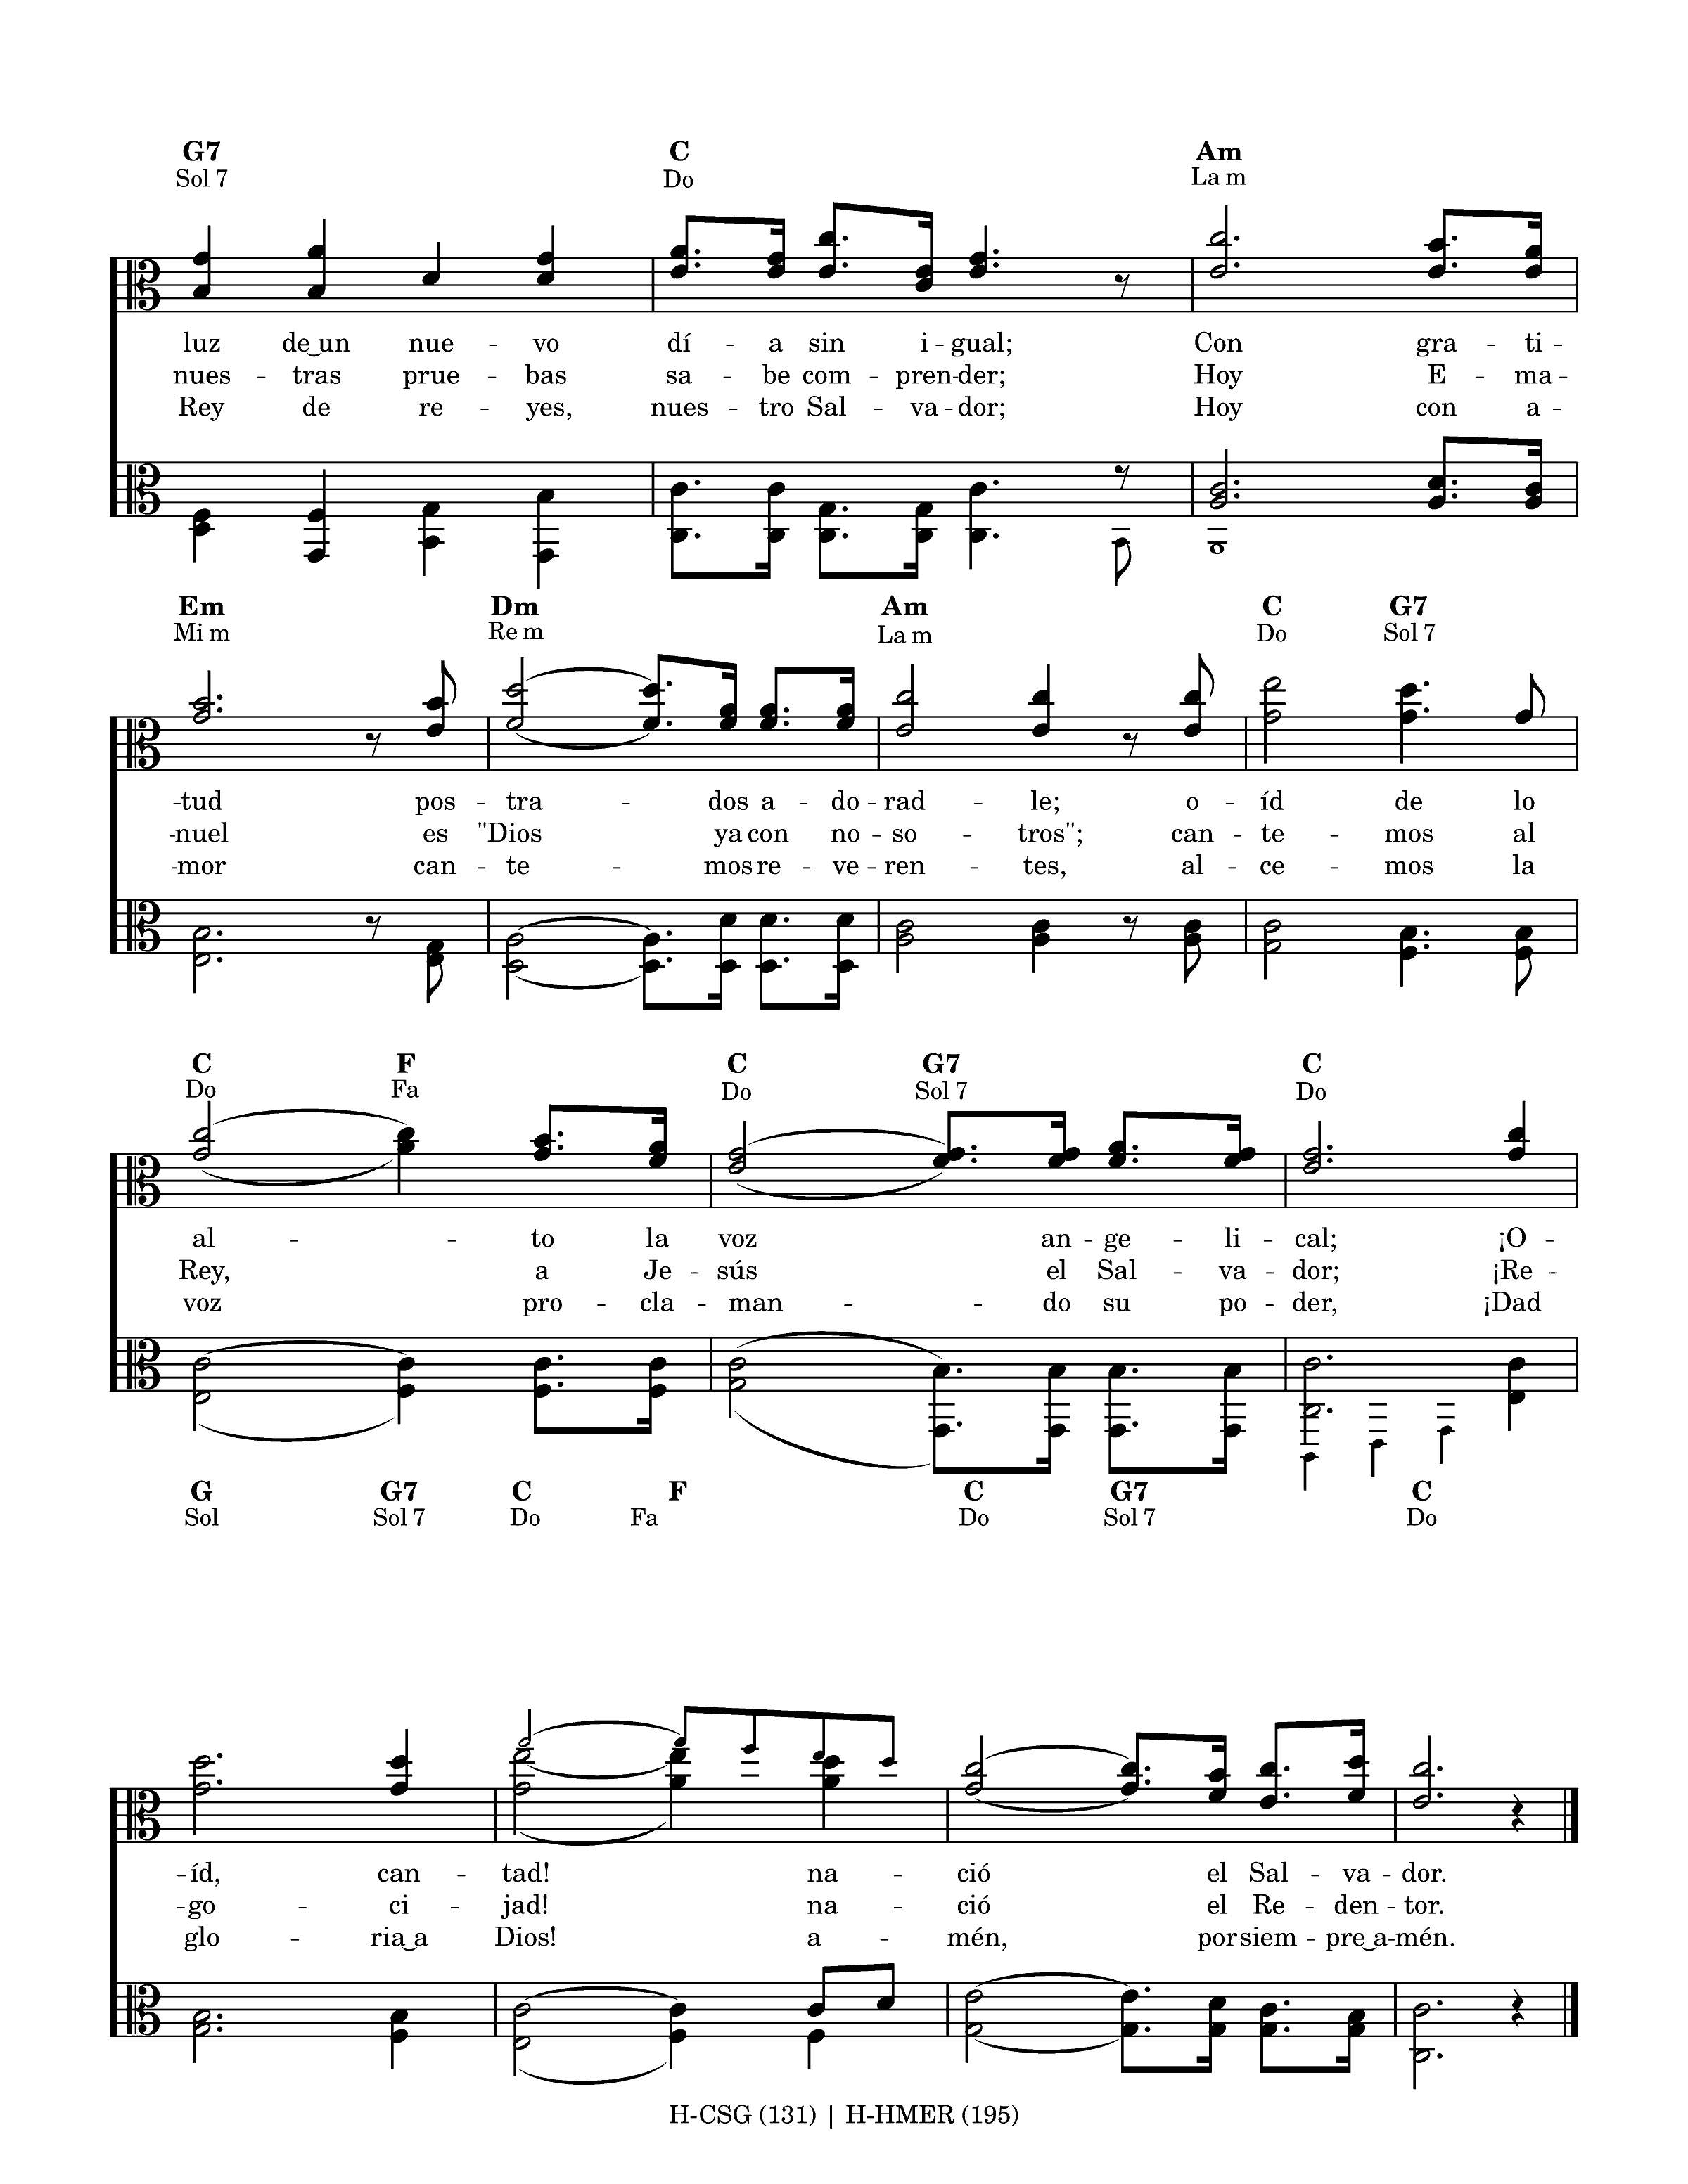 G7 C Am
Sol 7 Do La m
luz de un nue - vo dí - a sin i - gual; Con gra - ti -
nues - tras prue - bas sa - be com - pren - der; Hoy E - ma -
Rey de re - yes, nues - tro Sal - va - dor; Hoy con a -
Em Dm Am C G7
Mi m Re m La m Do Sol 7
- tud pos - tra - dos a - do - rad - le; o - íd de lo
- nuel es "Dios ya con no - so - tros"; can - te - mos al
- mor can - te - mos re - ve - ren - tes, al - ce - mos la
C F C G7 C
Do Fa Do Sol 7 Do
al - to la voz an - ge - li - cal; ¡O -
Rey, a Je - sús el Sal - va - dor; ¡Re -
voz pro - cla - man - do su po - der, ¡Dad
G G7 C F C G7 C
Sol Sol 7 Do Fa Do Sol 7 Do
- íd, can - tad! na - ció el Sal - va - dor.
- go - ci - jad! na - ció el Re - den - tor.
glo - ria a Dios! a - mén, por siem - pre a - mén.
H-CSG (131) | H-HMER (195)